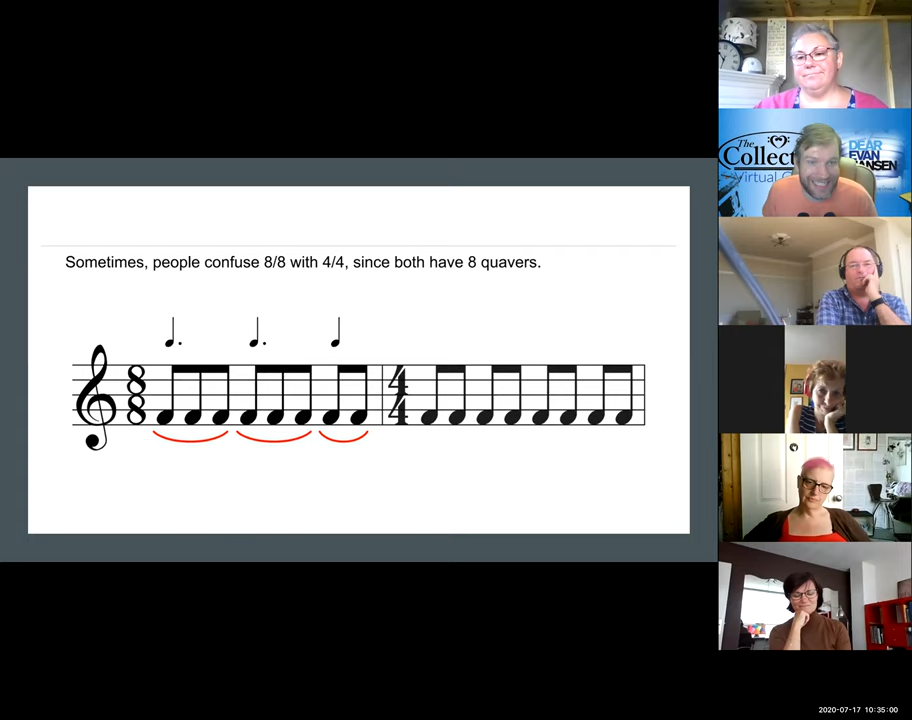 The
Collect
Virtual C
DEAR
EVAN
HANSEN
Sometimes, people confuse 8/8 with 4/4, since both have 8 quavers.
8
8
4
4
2020-07-17 10:35:00